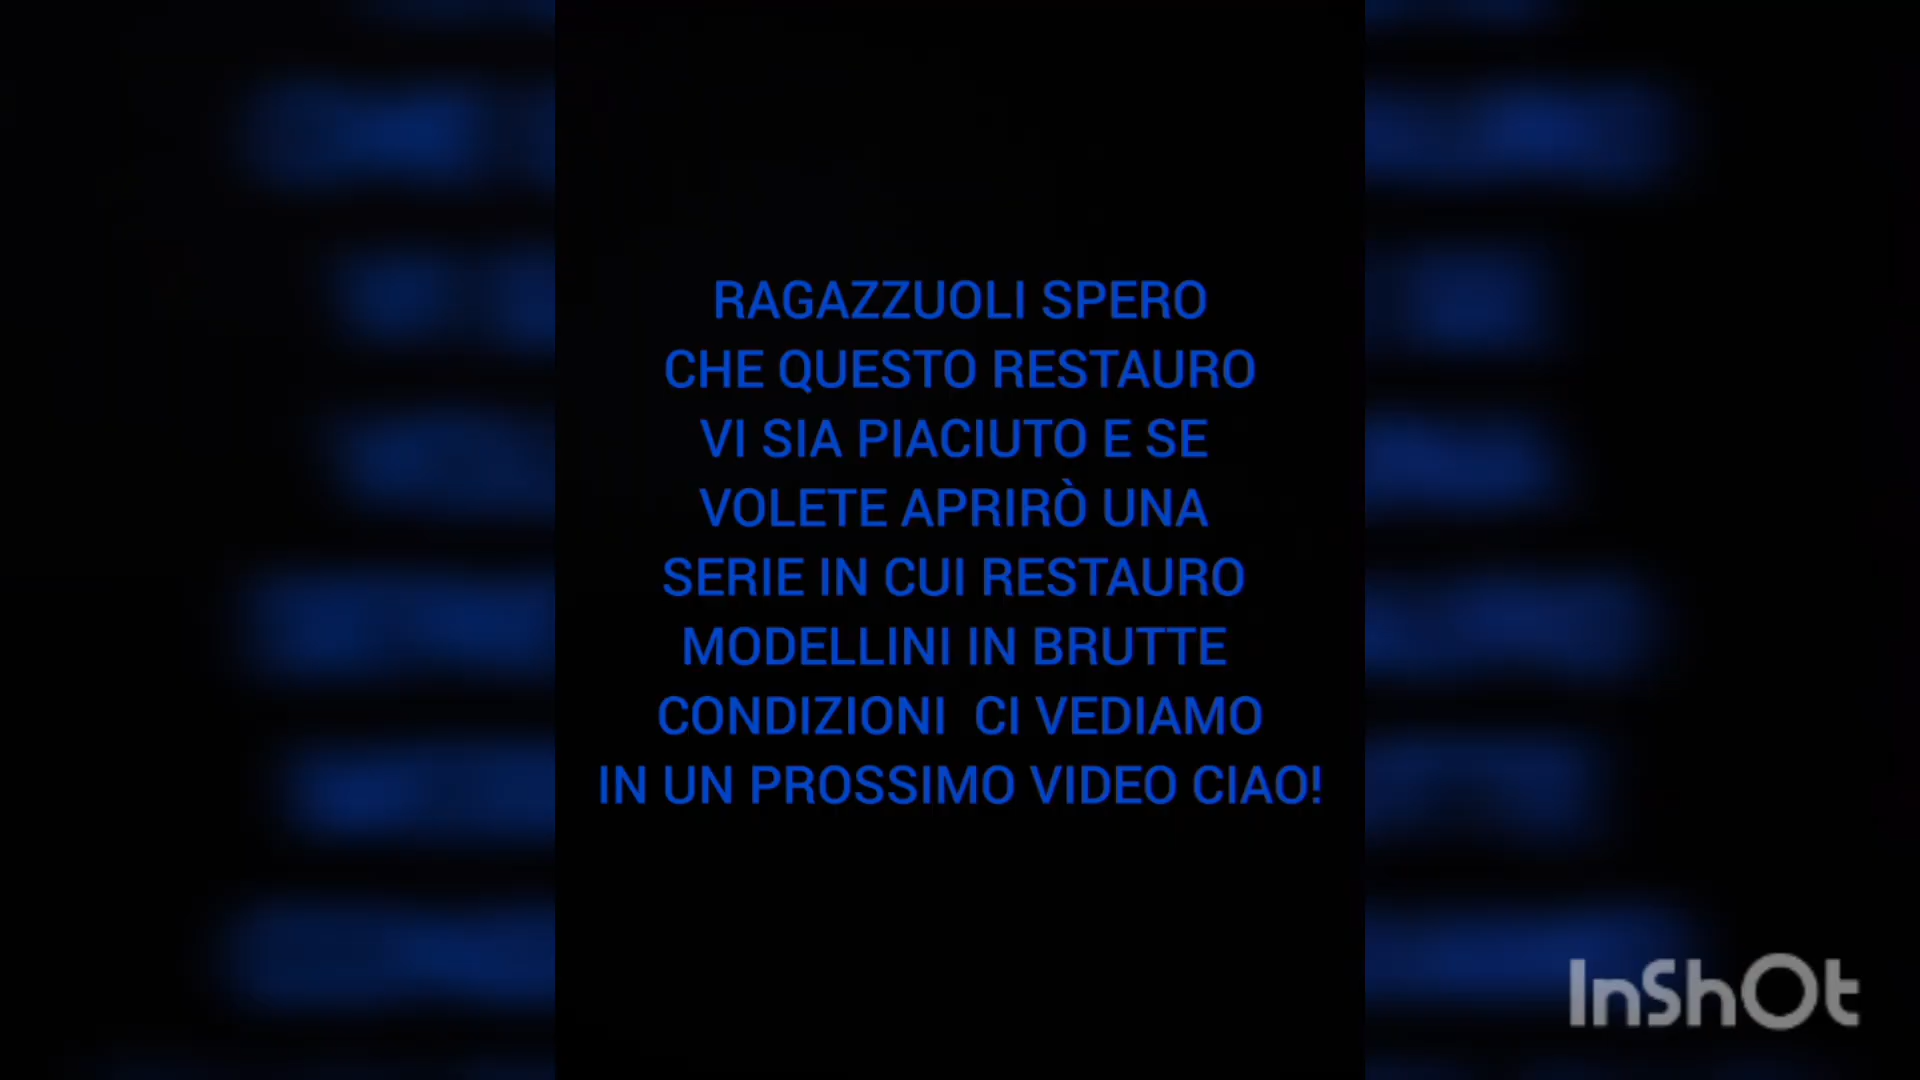 RAGAZZUOLI SPERO
CHE QUESTO RESTAURO
VI SIA PIACIUTO E SE
VOLETE APRIRÒ UNA
SERIE IN CUI RESTAURO
MODELLINI IN BRUTTE
CONDIZIONI  CI VEDIAMO
IN UN PROSSIMO VIDEO CIAO!
InShOt